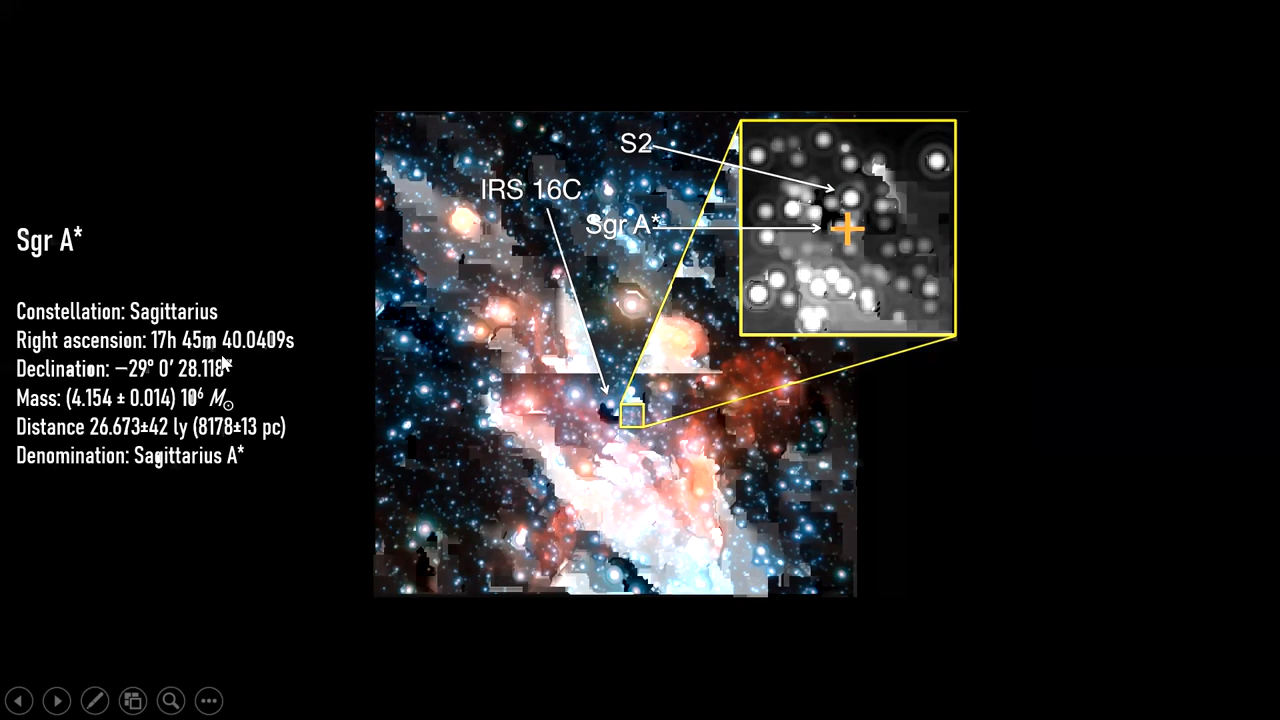 Sgr A*
Constellation: Sagittarius
Right ascension: 17h 45m 40.0409s
Declination: −29° 0′ 28.118″
Mass: (4.154 ± 0.014) 10⁶ M☉
Distance 26.673±42 ly (8178±13 pc)
Denomination: Sagittarius A*
S2
IRS 16C
Sgr A*